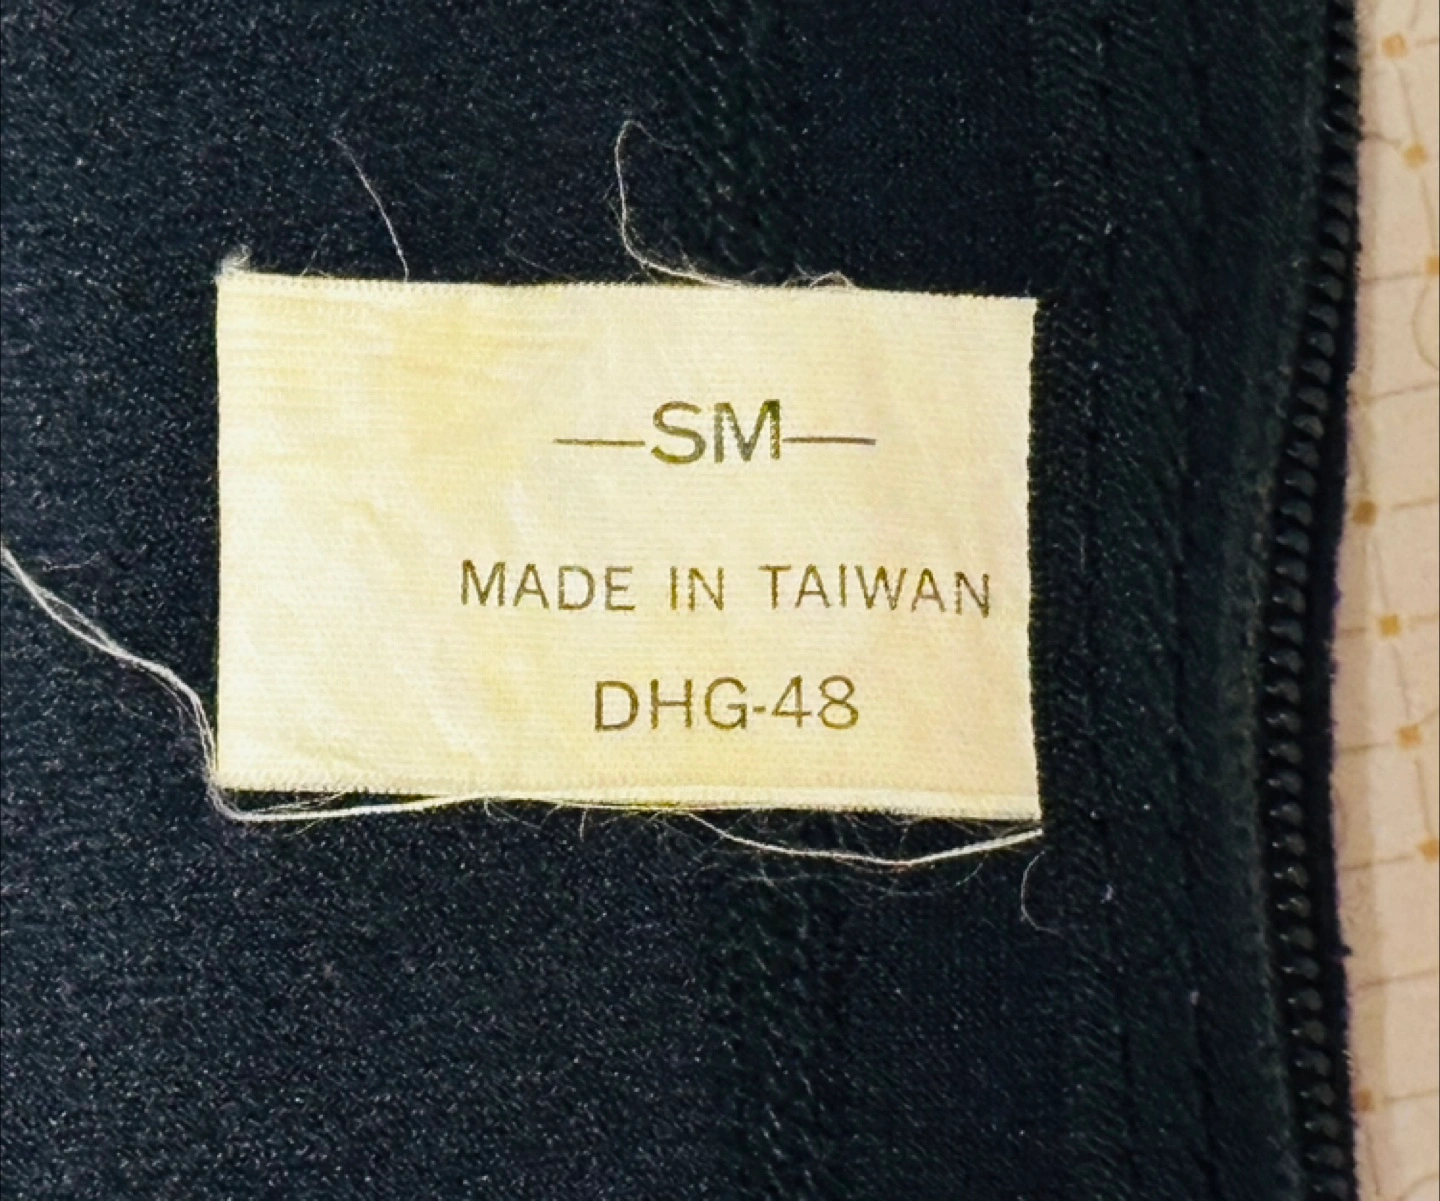 —SM—
MADE IN TAIWAN
DHG-48